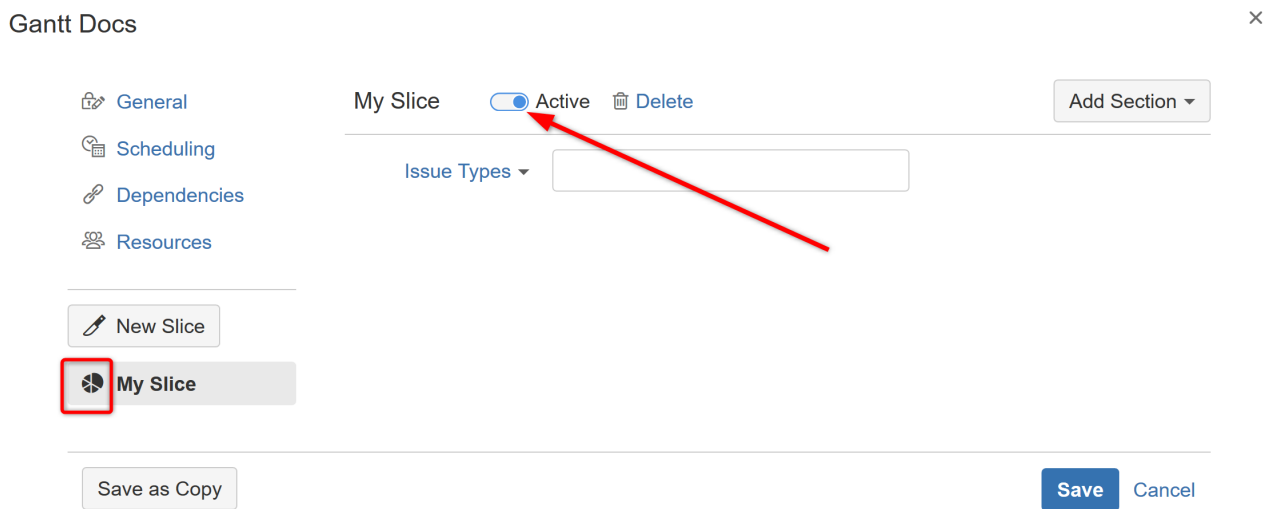 Gantt Docs
General
Scheduling
Dependencies
Resources
New Slice
My Slice
My Slice Active Delete Add Section
Issue Types
Save as Copy
Save Cancel